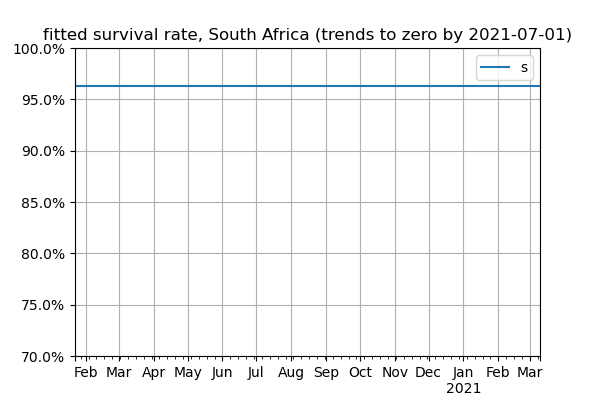 fitted survival rate, South Africa (trends to zero by 2021-07-01)
100.0%
s
95.0%
90.0%
85.0%
80.0%
75.0%
70.0%
Feb Mar Apr May Jun Jul Aug Sep Oct Nov Dec Jan Feb Mar
2021